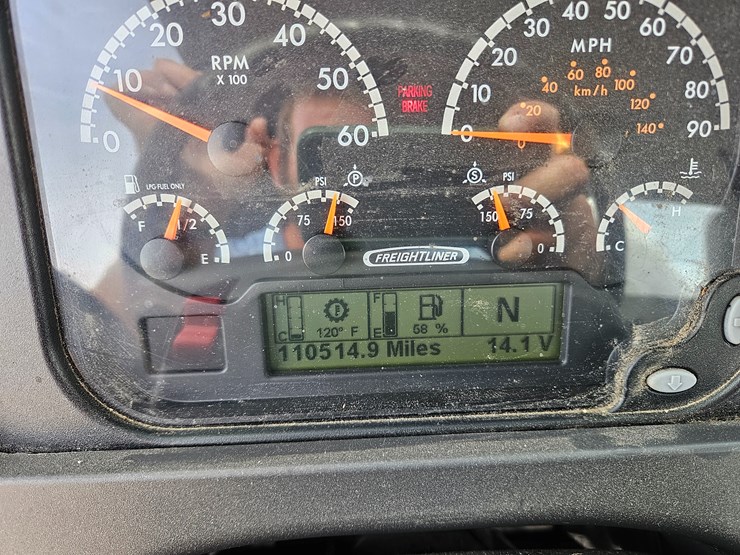 0 10 20 30 40 50 60
RPM
X 100
PARKING
BRAKE
0 10 20 30 40 50 60 70 80 90
MPH
0 20 40 60 80 100 120 140
km/h
LPG FUEL ONLY
F 1/2 E
PSI P
0 75 150
S PSI
150 75 0
C H
FREIGHTLINER
H C
120° F
F E
68 %
N
110514.9 Miles 14.1 V